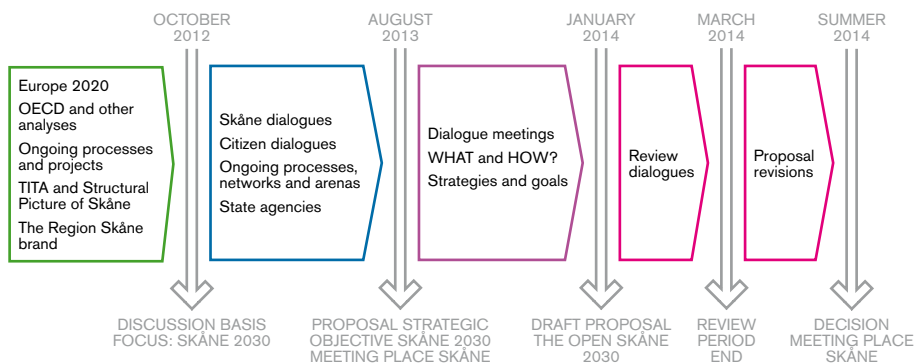 OCTOBER
2012
AUGUST
2013
JANUARY
2014
MARCH
2014
SUMMER
2014
Europe 2020
OECD and other
analyses
Ongoing processes
and projects
TITA and Structural
Picture of Skåne
The Region Skåne
brand
Skåne dialogues
Citizen dialogues
Ongoing processes,
networks and arenas
State agencies
Dialogue meetings
WHAT and HOW?
Strategies and goals
Review
dialogues
Proposal
revisions
DISCUSSION BASIS
FOCUS: SKÅNE 2030
PROPOSAL STRATEGIC
OBJECTIVE SKÅNE 2030
MEETING PLACE SKÅNE
DRAFT PROPOSAL
THE OPEN SKÅNE
2030
REVIEW
PERIOD
END
DECISION
MEETING PLACE
SKÅNE